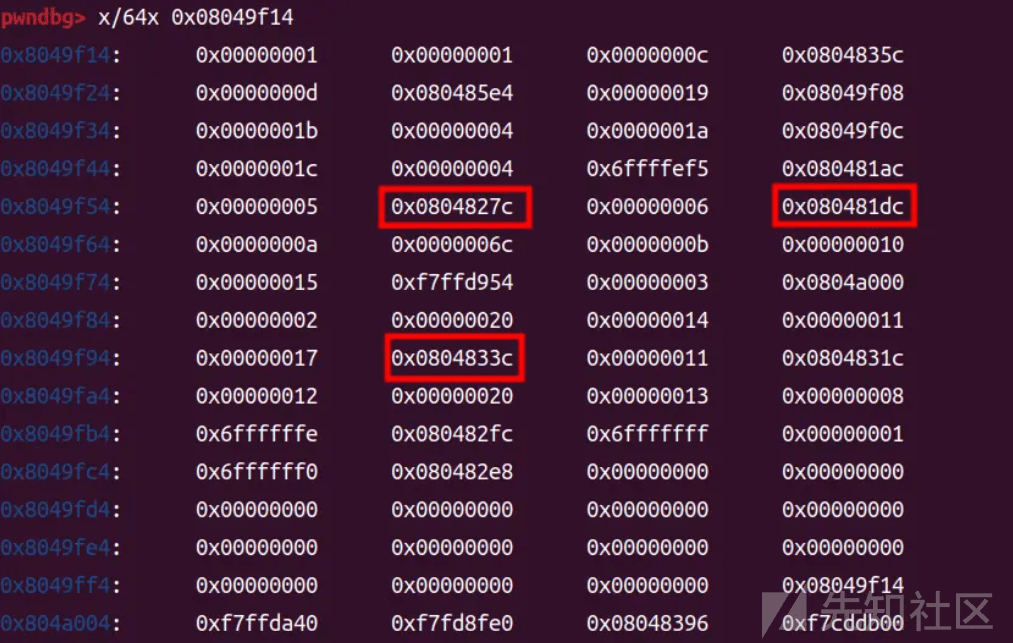 pwndbg> x/64x 0x08049f14
0x8049f14: 0x00000001 0x00000001 0x0000000c 0x0804835c
0x8049f24: 0x0000000d 0x080485e4 0x00000019 0x08049f08
0x8049f34: 0x0000001b 0x00000004 0x0000001a 0x08049f0c
0x8049f44: 0x0000001c 0x00000004 0x6ffffef5 0x080481ac
0x8049f54: 0x00000005 0x0804827c 0x00000006 0x080481dc
0x8049f64: 0x0000000a 0x0000006c 0x0000000b 0x00000010
0x8049f74: 0x00000015 0xf7ffd954 0x00000003 0x0804a000
0x8049f84: 0x00000002 0x00000020 0x00000014 0x00000011
0x8049f94: 0x00000017 0x0804833c 0x00000011 0x0804831c
0x8049fa4: 0x00000012 0x00000020 0x00000013 0x00000008
0x8049fb4: 0x6ffffffe 0x080482fc 0x6fffffff 0x00000001
0x8049fc4: 0x6ffffff0 0x080482e8 0x00000000 0x00000000
0x8049fd4: 0x00000000 0x00000000 0x00000000 0x00000000
0x8049fe4: 0x00000000 0x00000000 0x00000000 0x00000000
0x8049ff4: 0x00000000 0x00000000 0x00000000 0x08049f14
0x804a004: 0xf7ffda40 0xf7fd8fe0 0x08048396 0xf7cddb00
先知社区